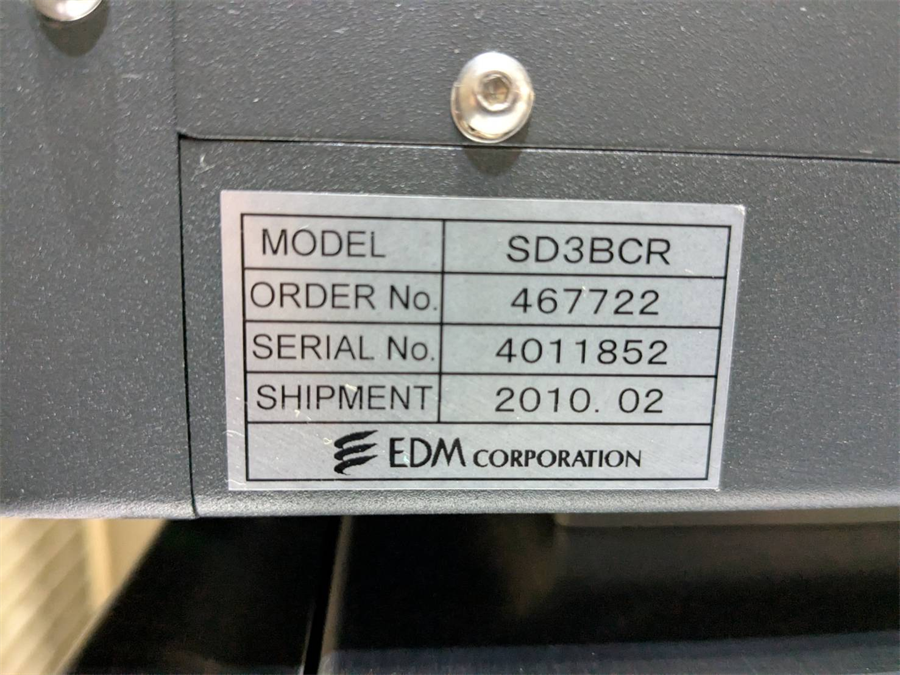 MODEL SD3BCR
ORDER No. 467722
SERIAL No. 4011852
SHIPMENT 2010. 02
EDM CORPORATION